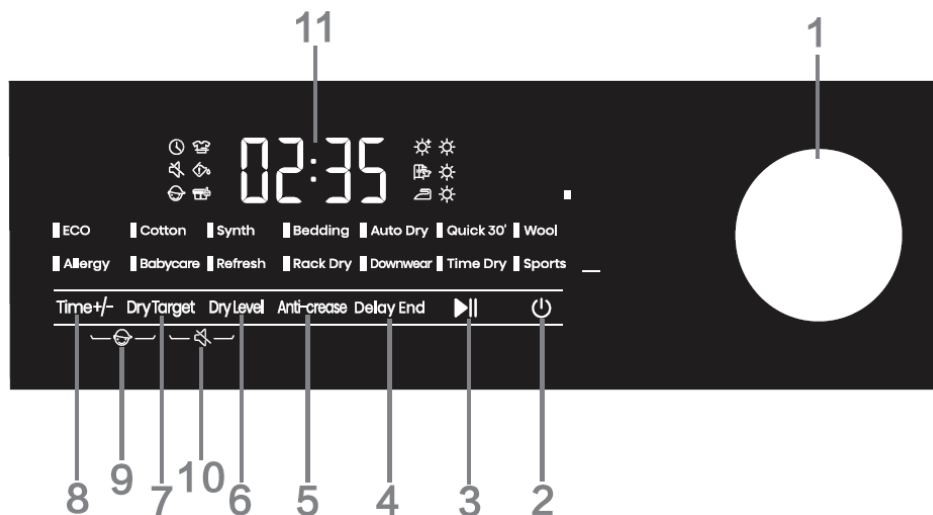 11
1
02:35
ECO Cotton Synth Bedding Auto Dry Quick 30' Wool
Allergy Babycare Refresh Rack Dry Downwear Time Dry Sports
Time+/- Dry Target Dry Level Anti-crease Delay End
9 10
8 7 6 5 4 3 2